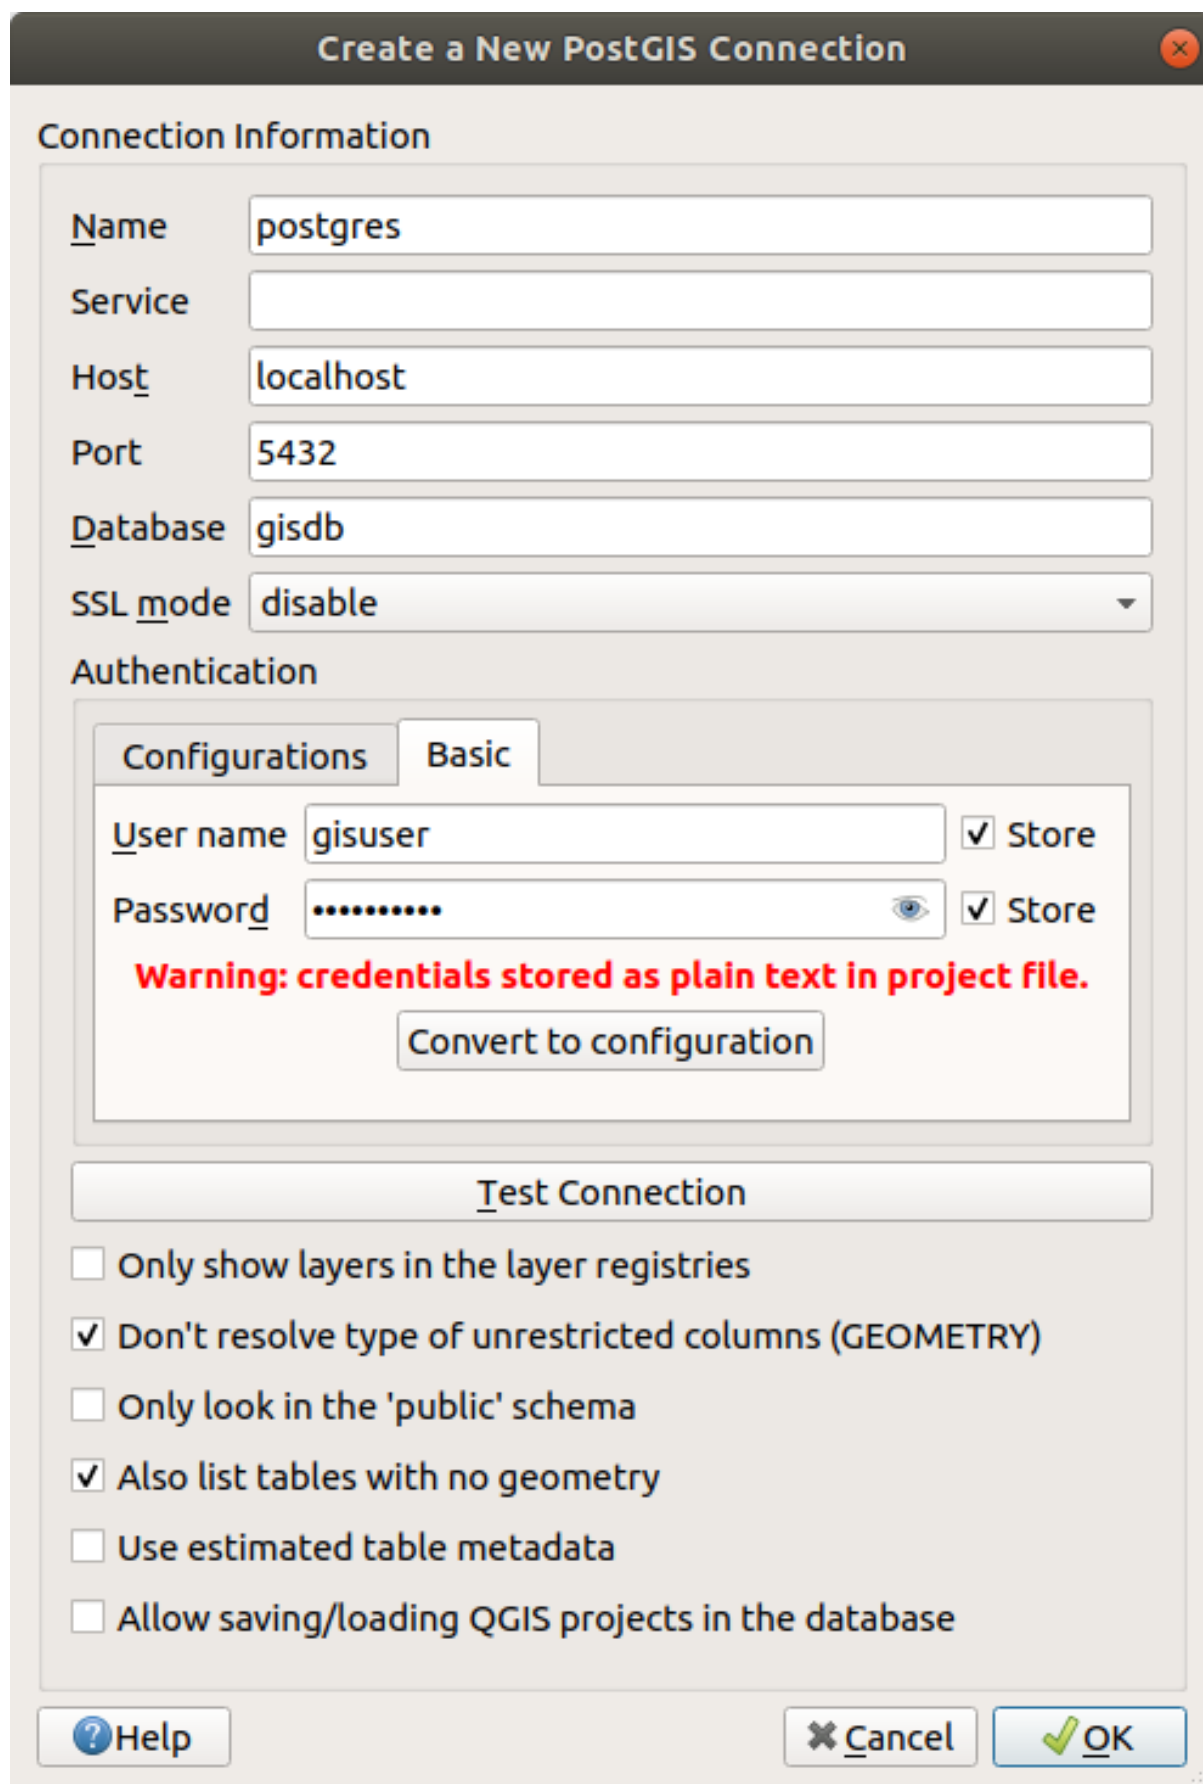 Create a New PostGIS Connection
Connection Information
Name postgres
Service
Host localhost
Port 5432
Database gisdb
SSL mode disable
Authentication
Configurations Basic
User name gisuser Store
Password •••••••••• Store
Warning: credentials stored as plain text in project file.
Convert to configuration
Test Connection
Only show layers in the layer registries
Don't resolve type of unrestricted columns (GEOMETRY)
Only look in the 'public' schema
Also list tables with no geometry
Use estimated table metadata
Allow saving/loading QGIS projects in the database
Help Cancel OK